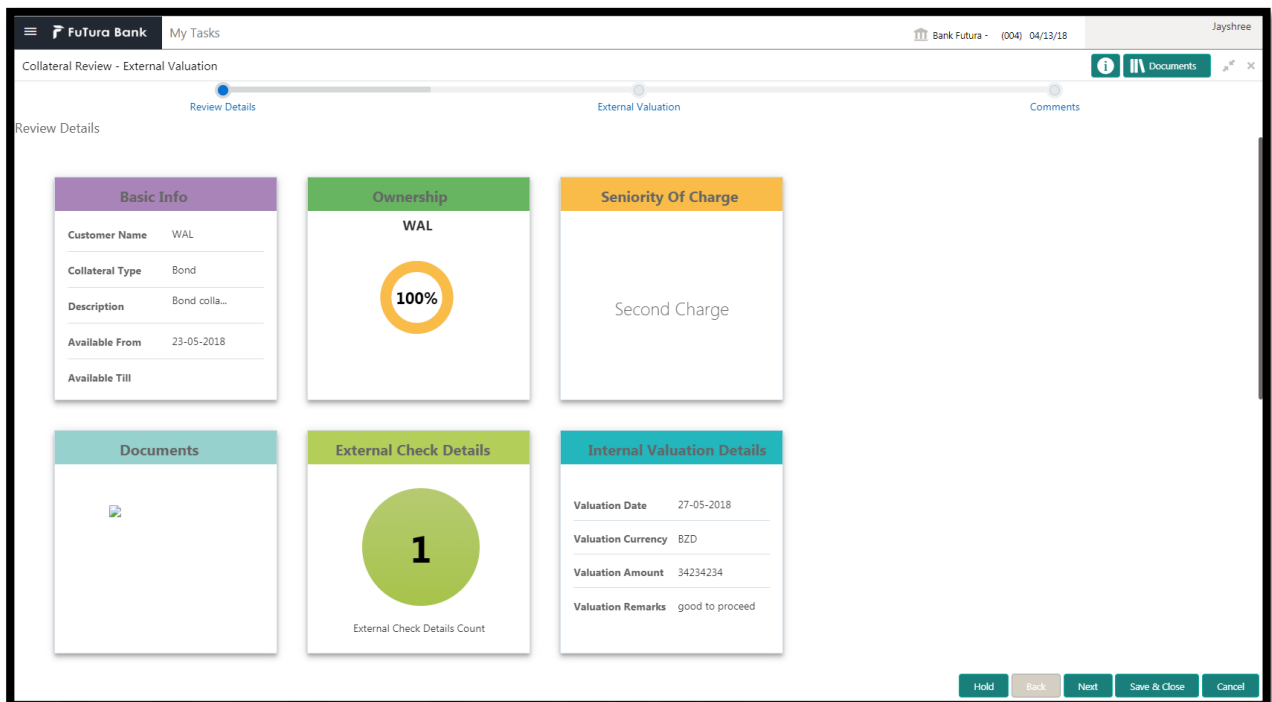 FuTura Bank My Tasks Bank Futura - (004) 04/13/18 Jayshree
Collateral Review - External Valuation i Documents
Review Details External Valuation Comments
Review Details
Basic Info
Customer Name WAL
Collateral Type Bond
Description Bond colla...
Available From 23-05-2018
Available Till
Ownership
WAL
100%
Seniority Of Charge
Second Charge
Documents
External Check Details
1
External Check Details Count
Internal Valuation Details
Valuation Date 27-05-2018
Valuation Currency BZD
Valuation Amount 34234234
Valuation Remarks good to proceed
Hold Back Next Save & Close Cancel